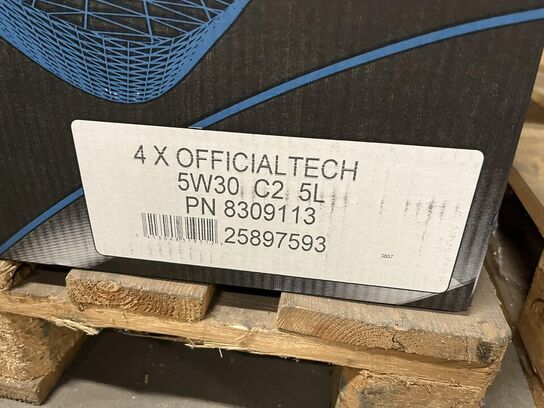 4 X OFFICIALTECH
5W30 C2 5L
PN 8309113
25897593
0857